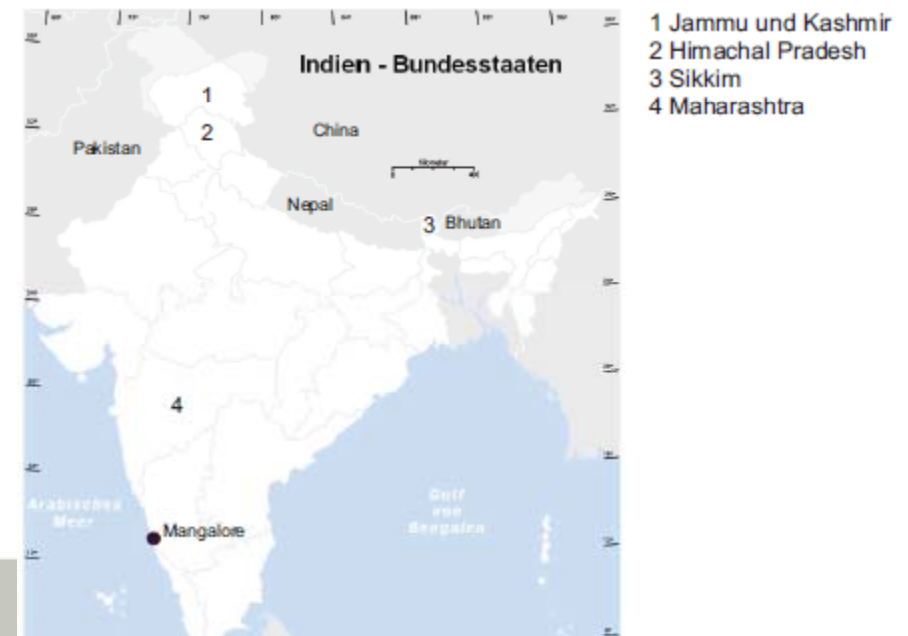 Indien - Bundesstaaten
1 Jammu und Kashmir
2 Himachal Pradesh
3 Sikkim
4 Maharashtra
1
China
2
Pakistan
Kilometer
Nepal
3 Bhutan
4
Arabisches
Meer
Golf
von
Bengalen
Mangalore